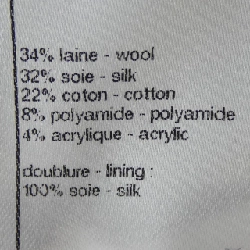 34% laine - wool
32% soie - silk
22% coton - cotton
8% polyamide - polyamide
4% acrylique - acrylic
doublure - lining :
100% soie - silk